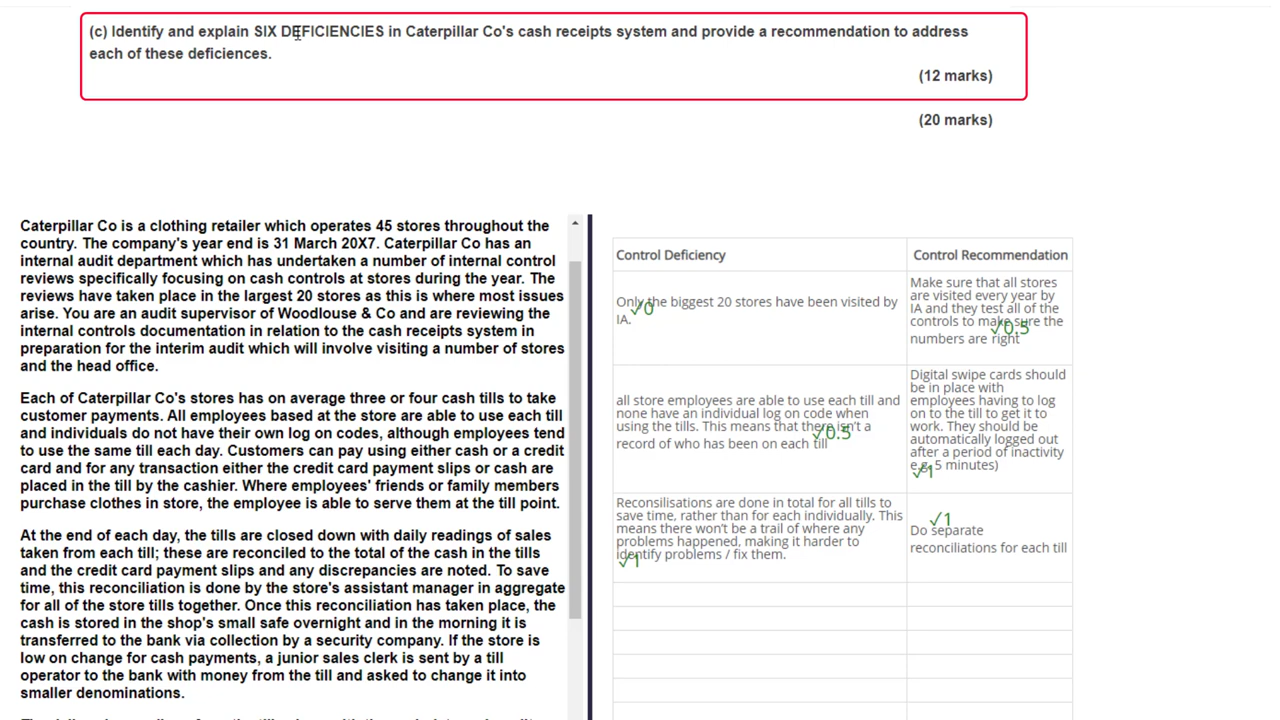 (c) Identify and explain SIX DEFICIENCIES in Caterpillar Co's cash receipts system and provide a recommendation to address
each of these deficiences.
(12 marks)
(20 marks)
Caterpillar Co is a clothing retailer which operates 45 stores throughout the
country. The company's year end is 31 March 20X7. Caterpillar Co has an
internal audit department which has undertaken a number of internal control
reviews specifically focusing on cash controls at stores during the year. The
reviews have taken place in the largest 20 stores as this is where most issues
arise. You are an audit supervisor of Woodlouse & Co and are reviewing the
internal controls documentation in relation to the cash receipts system in
preparation for the interim audit which will involve visiting a number of stores
and the head office.
Each of Caterpillar Co's stores has on average three or four cash tills to take
customer payments. All employees based at the store are able to use each till
and individuals do not have their own log on codes, although employees tend
to use the same till each day. Customers can pay using either cash or a credit
card and for any transaction either the credit card payment slips or cash are
placed in the till by the cashier. Where employees' friends or family members
purchase clothes in store, the employee is able to serve them at the till point.
At the end of each day, the tills are closed down with daily readings of sales
taken from each till; these are reconciled to the total of the cash in the tills
and the credit card payment slips and any discrepancies are noted. To save
time, this reconciliation is done by the store's assistant manager in aggregate
for all of the store tills together. Once this reconciliation has taken place, the
cash is stored in the shop's small safe overnight and in the morning it is
transferred to the bank via collection by a security company. If the store is
low on change for cash payments, a junior sales clerk is sent by a till
operator to the bank with money from the till and asked to change it into
smaller denominations.
Control Deficiency
Control Recommendation
Only the biggest 20 stores have been visited by
IA.
✓0
Make sure that all stores
are visited every year by
IA and they test all of the
controls to make sure the
numbers are right
✓0.5
all store employees are able to use each till and
none have an individual log on code when
using the tills. This means that there isn't a
record of who has been on each till
✓0.5
Digital swipe cards should
be in place with
employees having to log
on to the till to get it to
work. They should be
automatically logged out
after a period of inactivity
e.g. 5 minutes)
✓1
Reconsilisations are done in total for all tills to
save time, rather than for each individually. This
means there won't be a trail of where any
problems happened, making it harder to
identify problems / fix them.
✓1
✓1
Do separate
reconciliations for each till